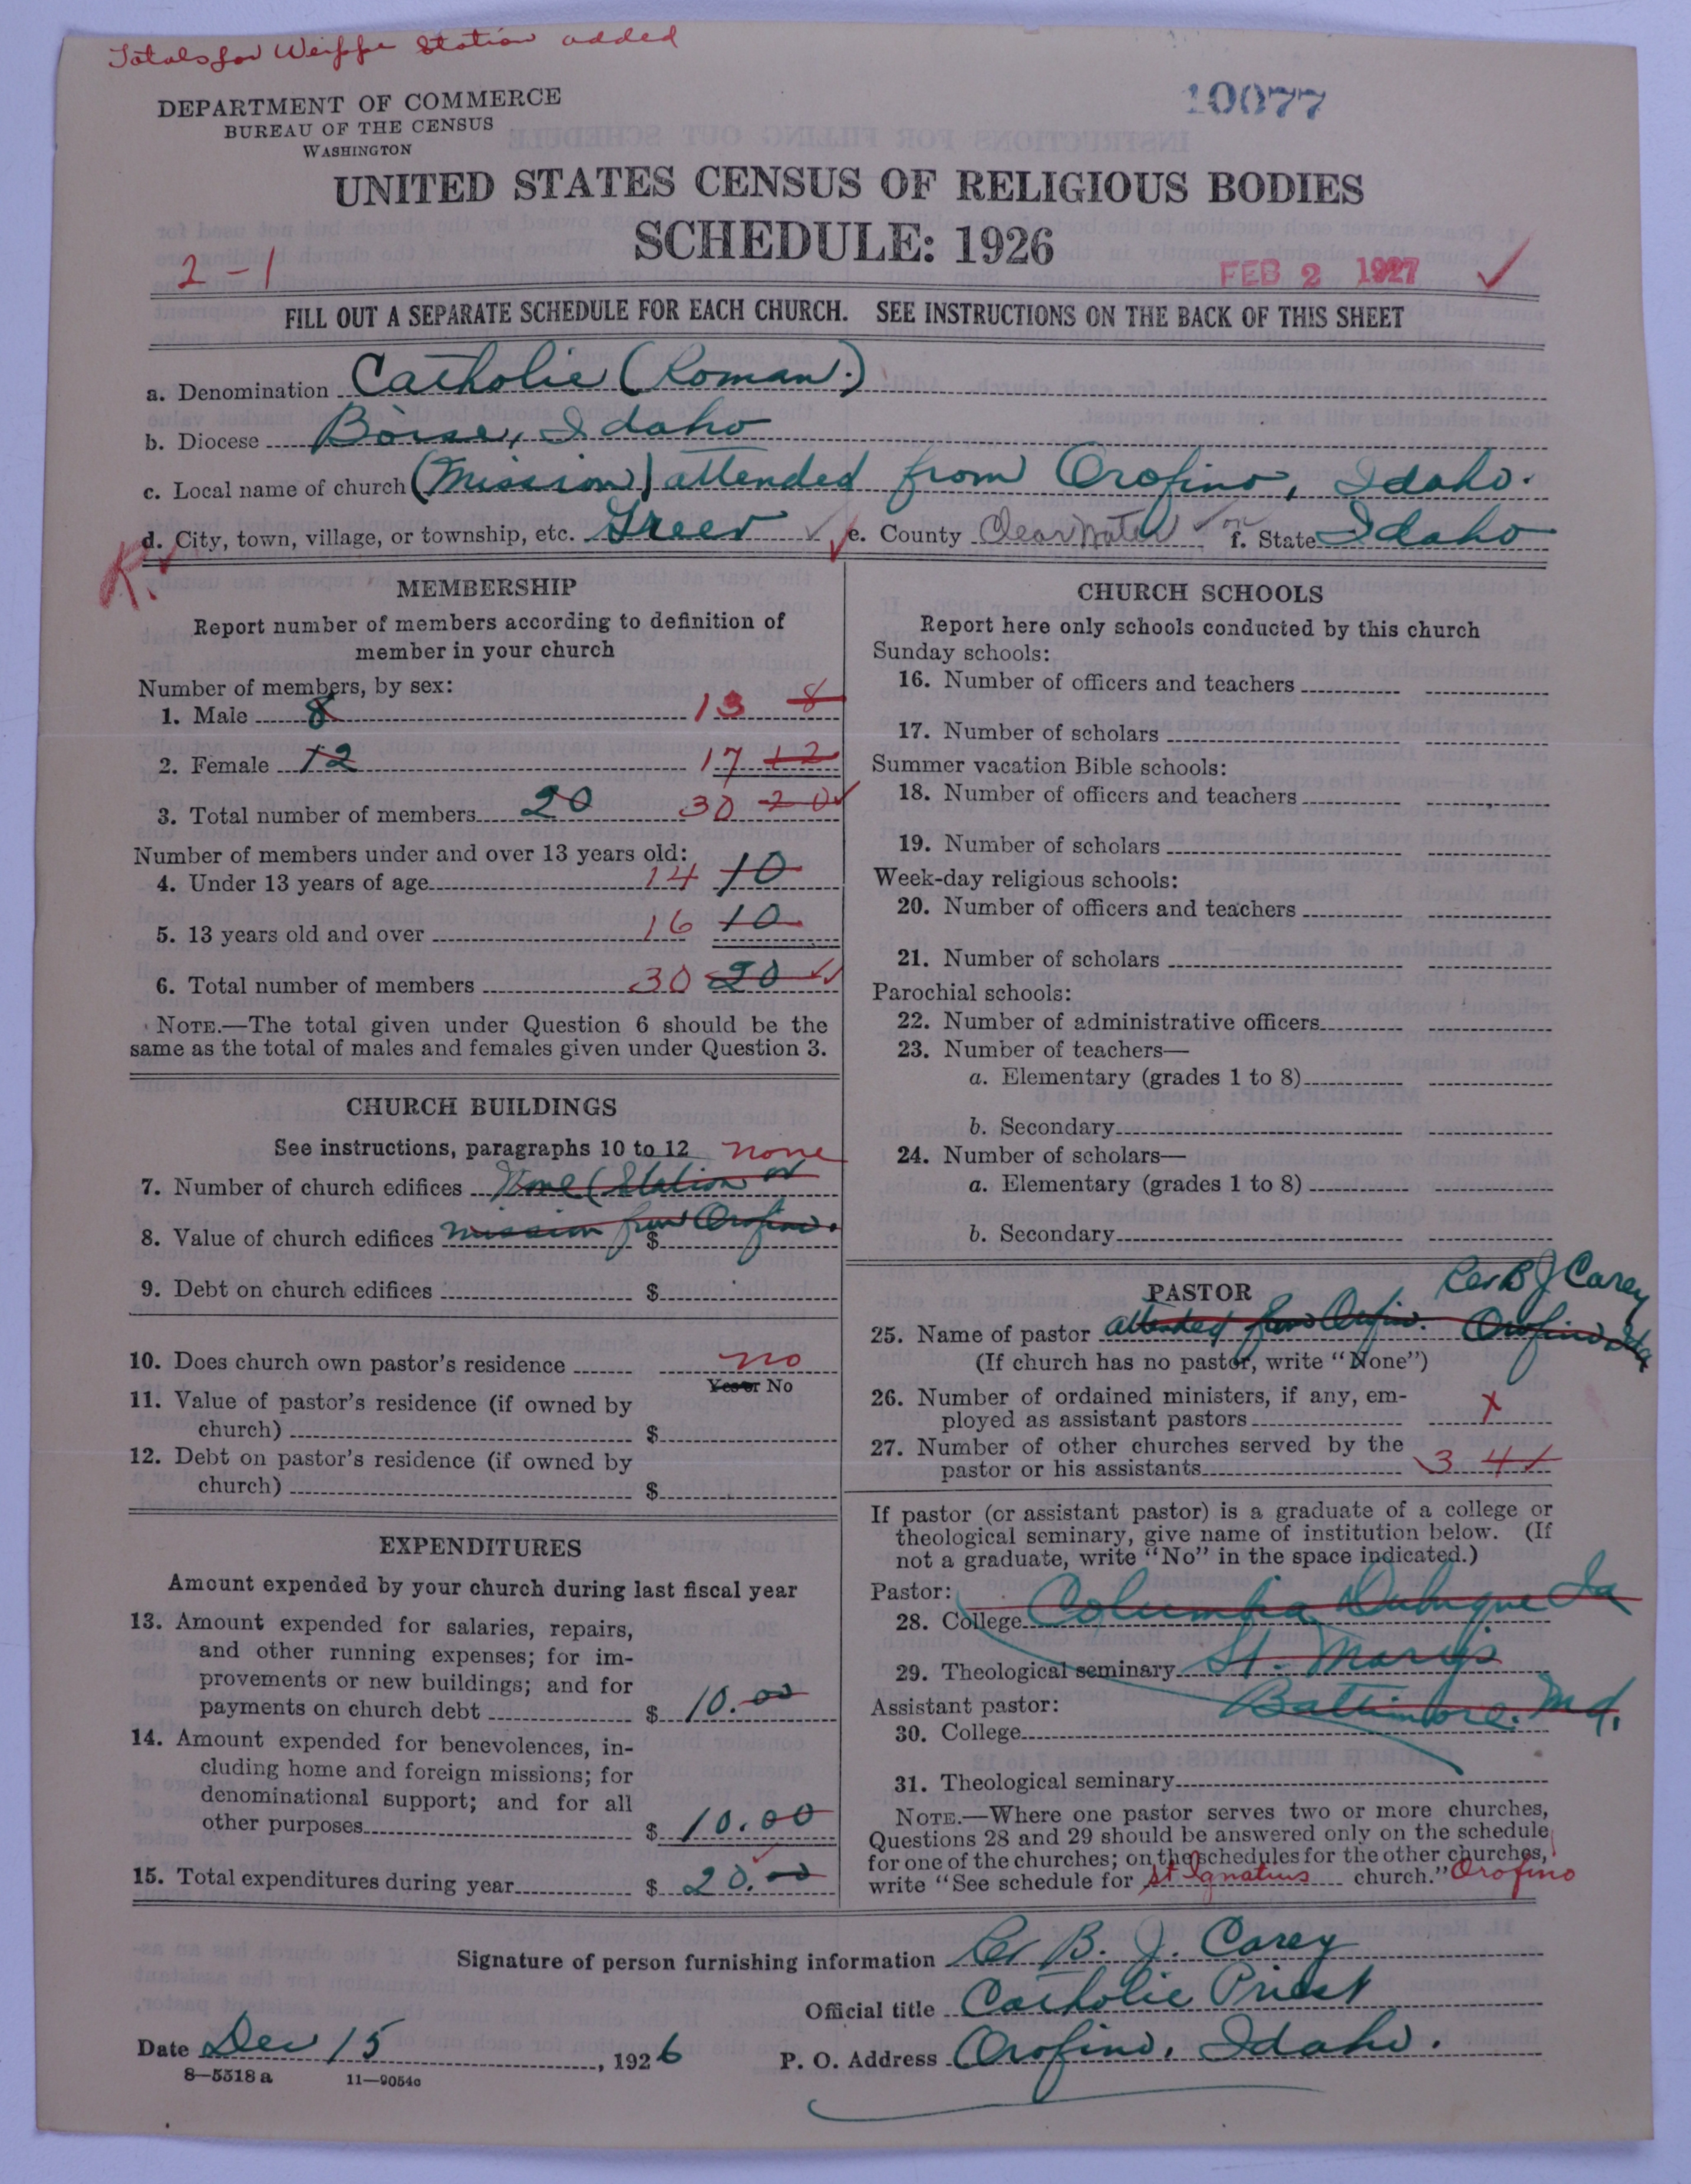 Totals for Weippe Station added
DEPARTMENT OF COMMERCE
BUREAU OF THE CENSUS
WASHINGTON
10077
UNITED STATES CENSUS OF RELIGIOUS BODIES
SCHEDULE: 1926
2-1
FEB 2 1927 ✓
FILL OUT A SEPARATE SCHEDULE FOR EACH CHURCH. SEE INSTRUCTIONS ON THE BACK OF THIS SHEET
a. Denomination Catholic (Roman.)
b. Diocese Boise, Idaho
c. Local name of church (Mission) attended from Orofino, Idaho.
d. City, town, village, or township, etc. Greer ✓ e. County Clearwater f. State Idaho
R.
MEMBERSHIP
Report number of members according to definition of
member in your church
Number of members, by sex:
1. Male 8 13 8
2. Female 12 17 12
3. Total number of members 20 30 20
Number of members under and over 13 years old:
4. Under 13 years of age 14 10
5. 13 years old and over 16 10
6. Total number of members 30 20
NOTE.—The total given under Question 6 should be the
same as the total of males and females given under Question 3.
CHURCH BUILDINGS
See instructions, paragraphs 10 to 12 none
7. Number of church edifices None (Station or
8. Value of church edifices mission from Orofino. $
9. Debt on church edifices $
10. Does church own pastor's residence no
Yes or No
11. Value of pastor's residence (if owned by
church) $
12. Debt on pastor's residence (if owned by
church) $
EXPENDITURES
Amount expended by your church during last fiscal year
13. Amount expended for salaries, repairs,
and other running expenses; for im-
provements or new buildings; and for
payments on church debt $ 10.00
14. Amount expended for benevolences, in-
cluding home and foreign missions; for
denominational support; and for all
other purposes $ 10.00
15. Total expenditures during year $ 20.00
CHURCH SCHOOLS
Report here only schools conducted by this church
Sunday schools:
16. Number of officers and teachers
17. Number of scholars
Summer vacation Bible schools:
18. Number of officers and teachers
19. Number of scholars
Week-day religious schools:
20. Number of officers and teachers
21. Number of scholars
Parochial schools:
22. Number of administrative officers
23. Number of teachers—
a. Elementary (grades 1 to 8)
b. Secondary
24. Number of scholars—
a. Elementary (grades 1 to 8)
b. Secondary
PASTOR
Rev B J Carey
25. Name of pastor attended from Orofino. Orofino Ida
(If church has no pastor, write "None")
26. Number of ordained ministers, if any, em-
ployed as assistant pastors x
27. Number of other churches served by the
pastor or his assistants 3 4
If pastor (or assistant pastor) is a graduate of a college or
theological seminary, give name of institution below. (If
not a graduate, write "No" in the space indicated.)
Pastor:
28. College Columbia Dubuque Ia
29. Theological seminary St. Marys
Assistant pastor: Baltimore. Md.
30. College
31. Theological seminary
NOTE.—Where one pastor serves two or more churches,
Questions 28 and 29 should be answered only on the schedule
for one of the churches; on the schedules for the other churches,
write "See schedule for St Ignatius church." Orofino
Signature of person furnishing information Rev B. J. Carey
Official title Catholic Priest
Date Dec 15, 1926 P. O. Address Orofino, Idaho.
8—5518 a 11—9054a